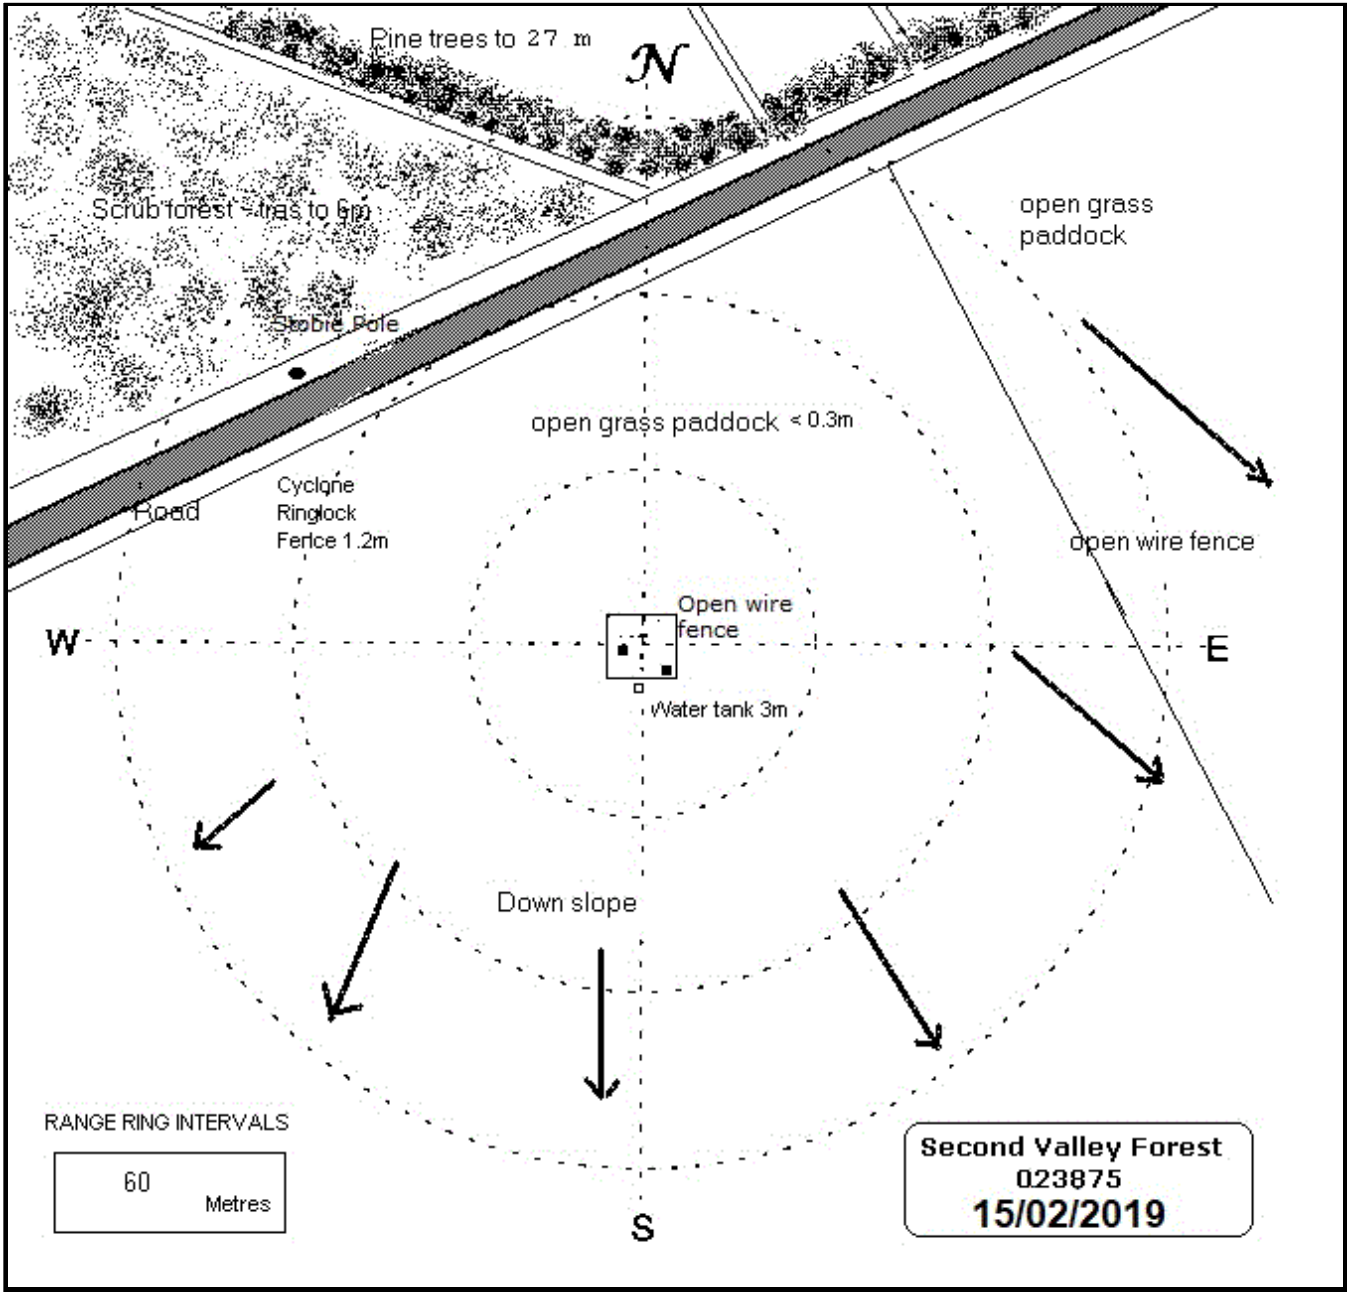 Pine trees to 27 m
N
Scrub forest - tras to 6m
open grass
paddock
Stobie Pole
open grass paddock < 0.3m
Cyclone
Ringlock
Fence 1.2m
Road
open wire fence
Open wire
fence
W
E
Water tank 3m
Down slope
RANGE RING INTERVALS
60
Metres
Second Valley Forest
023875
15/02/2019
S